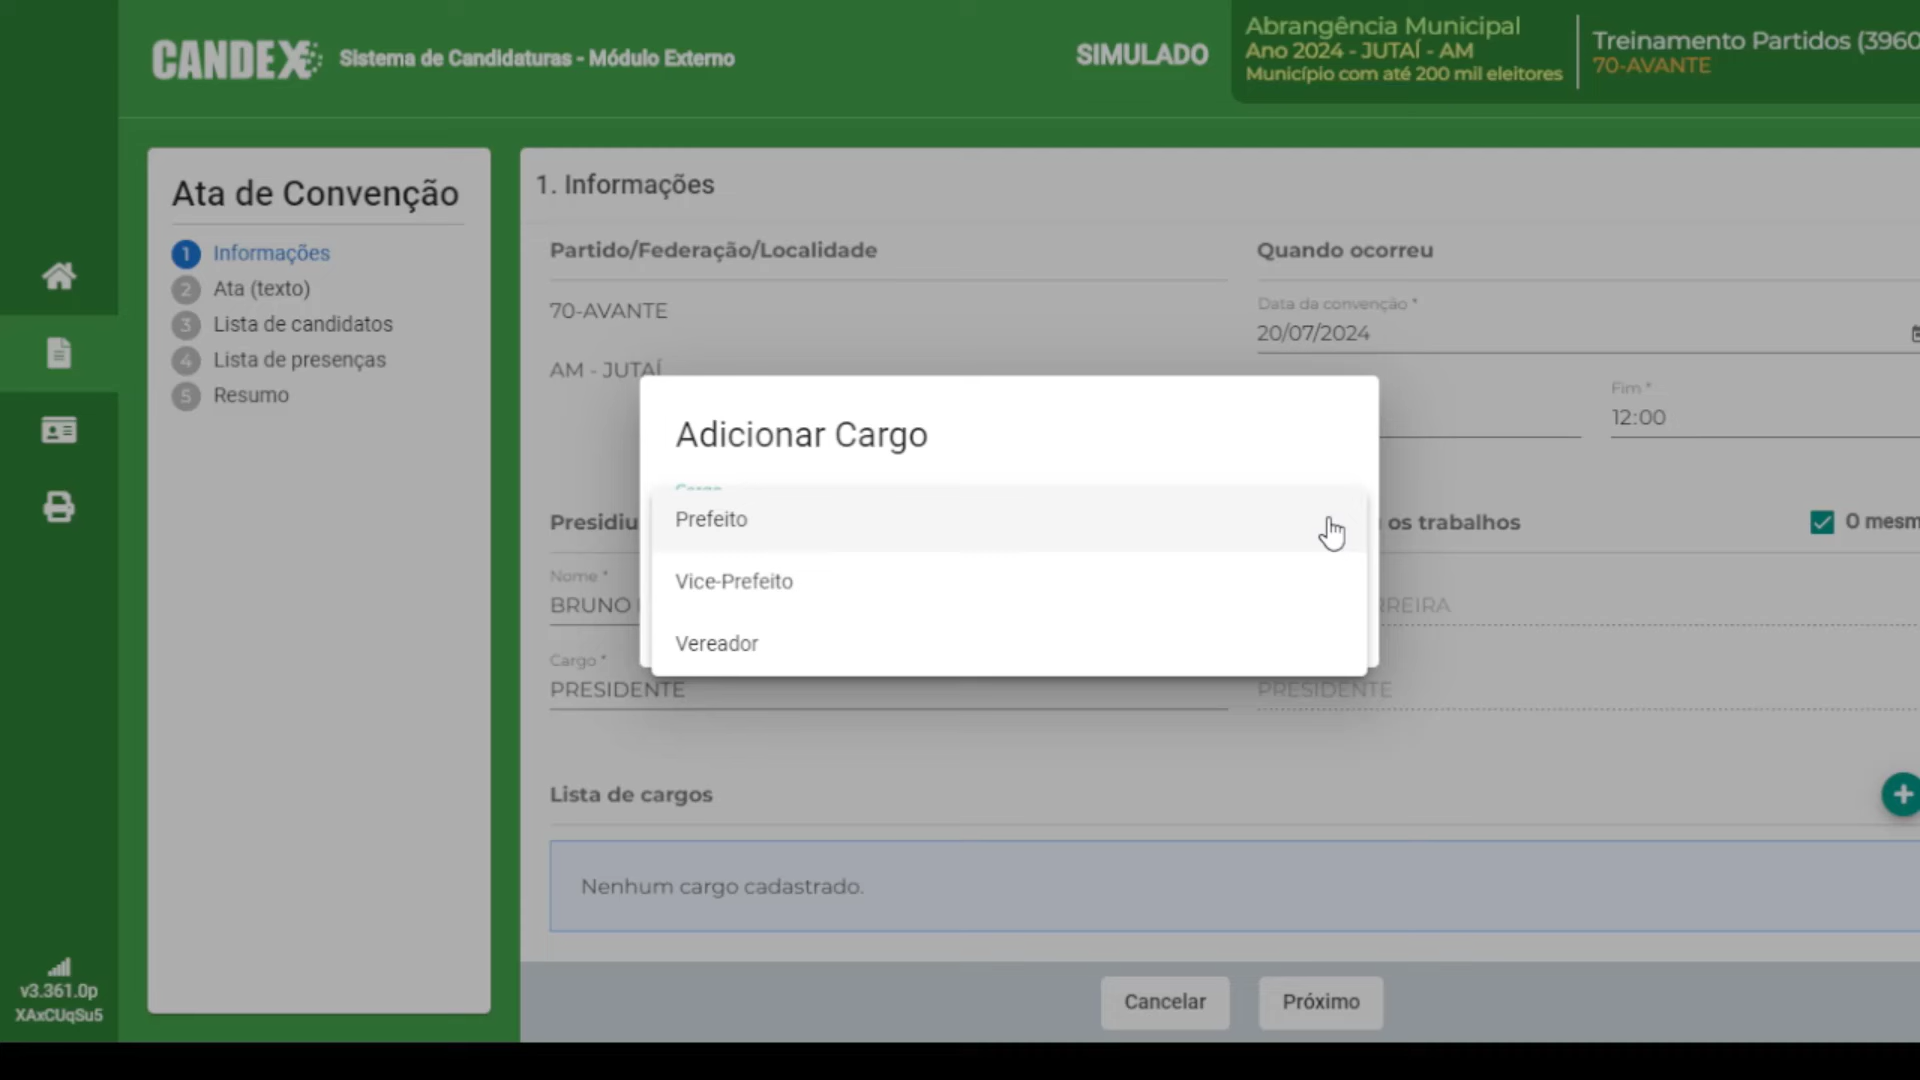 CANDEX
Sistema de Candidaturas - Módulo Externo
SIMULADO
Abrangência Municipal
Ano 2024 - JUTAÍ - AM
Município com até 200 mil eleitores
Treinamento Partidos (3960
70-AVANTE
Ata de Convenção
1 Informações
2 Ata (texto)
3 Lista de candidatos
4 Lista de presenças
5 Resumo
1. Informações
Partido/Federação/Localidade
70-AVANTE
AM - JUTAÍ
Quando ocorreu
Data da convenção *
20/07/2024
Fim *
12:00
Adicionar Cargo
Cargo
Prefeito
Vice-Prefeito
Vereador
Presidiu
os trabalhos
O mesm
Nome *
BRUNO
RREIRA
Cargo *
PRESIDENTE
PRESIDENTE
Lista de cargos
Nenhum cargo cadastrado.
Cancelar
Próximo
v3.361.0p
XAxCUqSu5